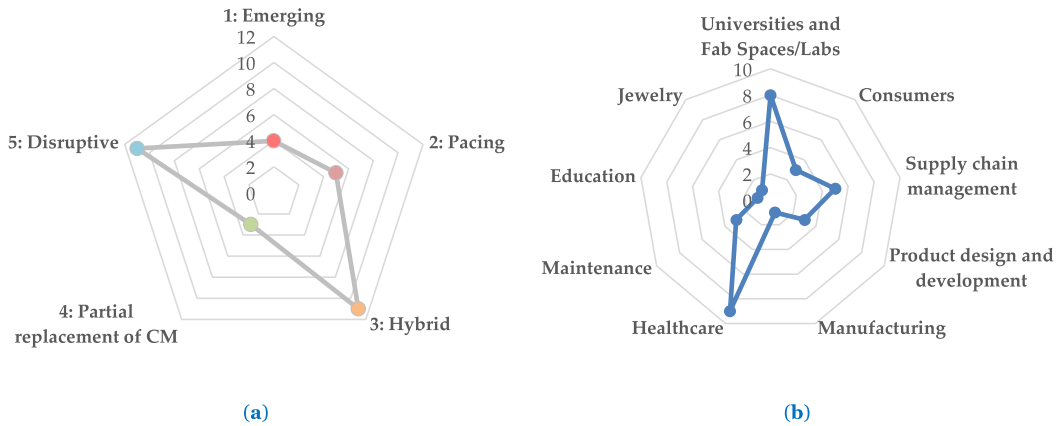 1: Emerging
12
10
8
6
4
2
0
2: Pacing
3: Hybrid
4: Partial
replacement of CM
5: Disruptive
(a)
Universities and
Fab Spaces/Labs
10
8
6
4
2
0
Consumers
Supply chain
management
Product design and
development
Manufacturing
Healthcare
Maintenance
Education
Jewelry
(b)